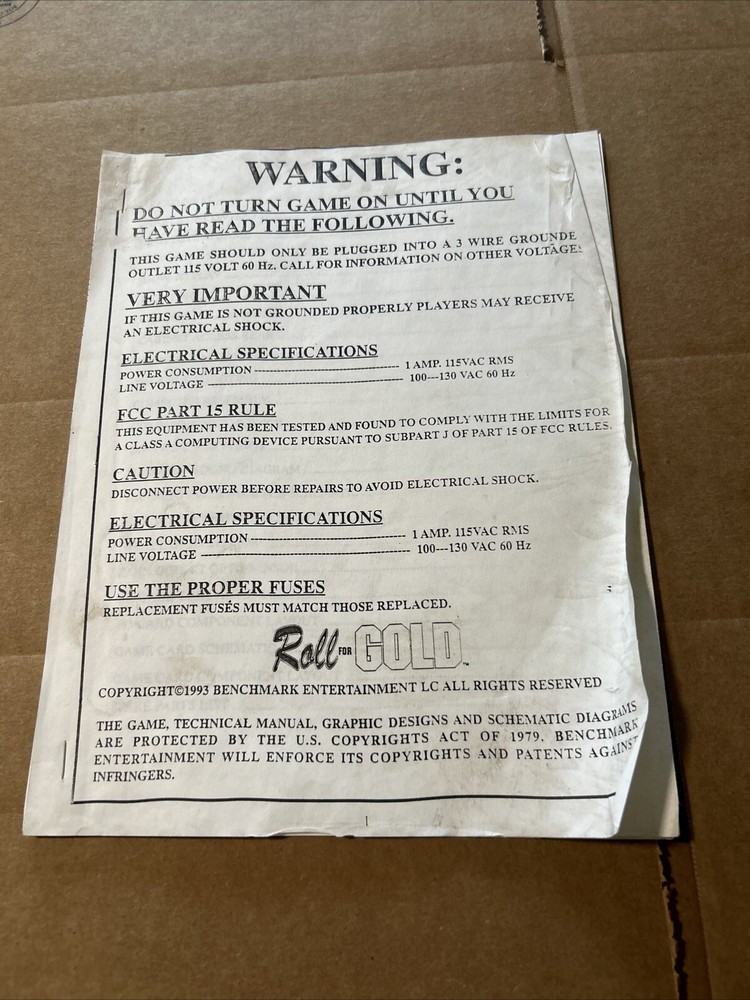 WARNING:
DO NOT TURN GAME ON UNTIL YOU
HAVE READ THE FOLLOWING.
THIS GAME SHOULD ONLY BE PLUGGED INTO A 3 WIRE GROUNDE
OUTLET 115 VOLT 60 Hz. CALL FOR INFORMATION ON OTHER VOLTAGES
VERY IMPORTANT
IF THIS GAME IS NOT GROUNDED PROPERLY PLAYERS MAY RECEIVE
AN ELECTRICAL SHOCK.
ELECTRICAL SPECIFICATIONS
POWER CONSUMPTION ------------------------------ 1 AMP. 115VAC RMS
LINE VOLTAGE ---------------------------------------- 100---130 VAC 60 Hz
FCC PART 15 RULE
THIS EQUIPMENT HAS BEEN TESTED AND FOUND TO COMPLY WITH THE LIMITS FOR
A CLASS A COMPUTING DEVICE PURSUANT TO SUBPART J OF PART 15 OF FCC RULES.
CAUTION
DISCONNECT POWER BEFORE REPAIRS TO AVOID ELECTRICAL SHOCK.
ELECTRICAL SPECIFICATIONS
POWER CONSUMPTION ------------------------------ 1 AMP. 115VAC RMS
LINE VOLTAGE ---------------------------------------- 100---130 VAC 60 Hz
USE THE PROPER FUSES
REPLACEMENT FUSES MUST MATCH THOSE REPLACED.
Roll FOR GOLD™
COPYRIGHT©1993 BENCHMARK ENTERTAINMENT LC ALL RIGHTS RESERVED
THE GAME, TECHNICAL MANUAL, GRAPHIC DESIGNS AND SCHEMATIC DIAGRAMS
ARE PROTECTED BY THE U.S. COPYRIGHTS ACT OF 1979. BENCHMARK
ENTERTAINMENT WILL ENFORCE ITS COPYRIGHTS AND PATENTS AGAINST
INFRINGERS.